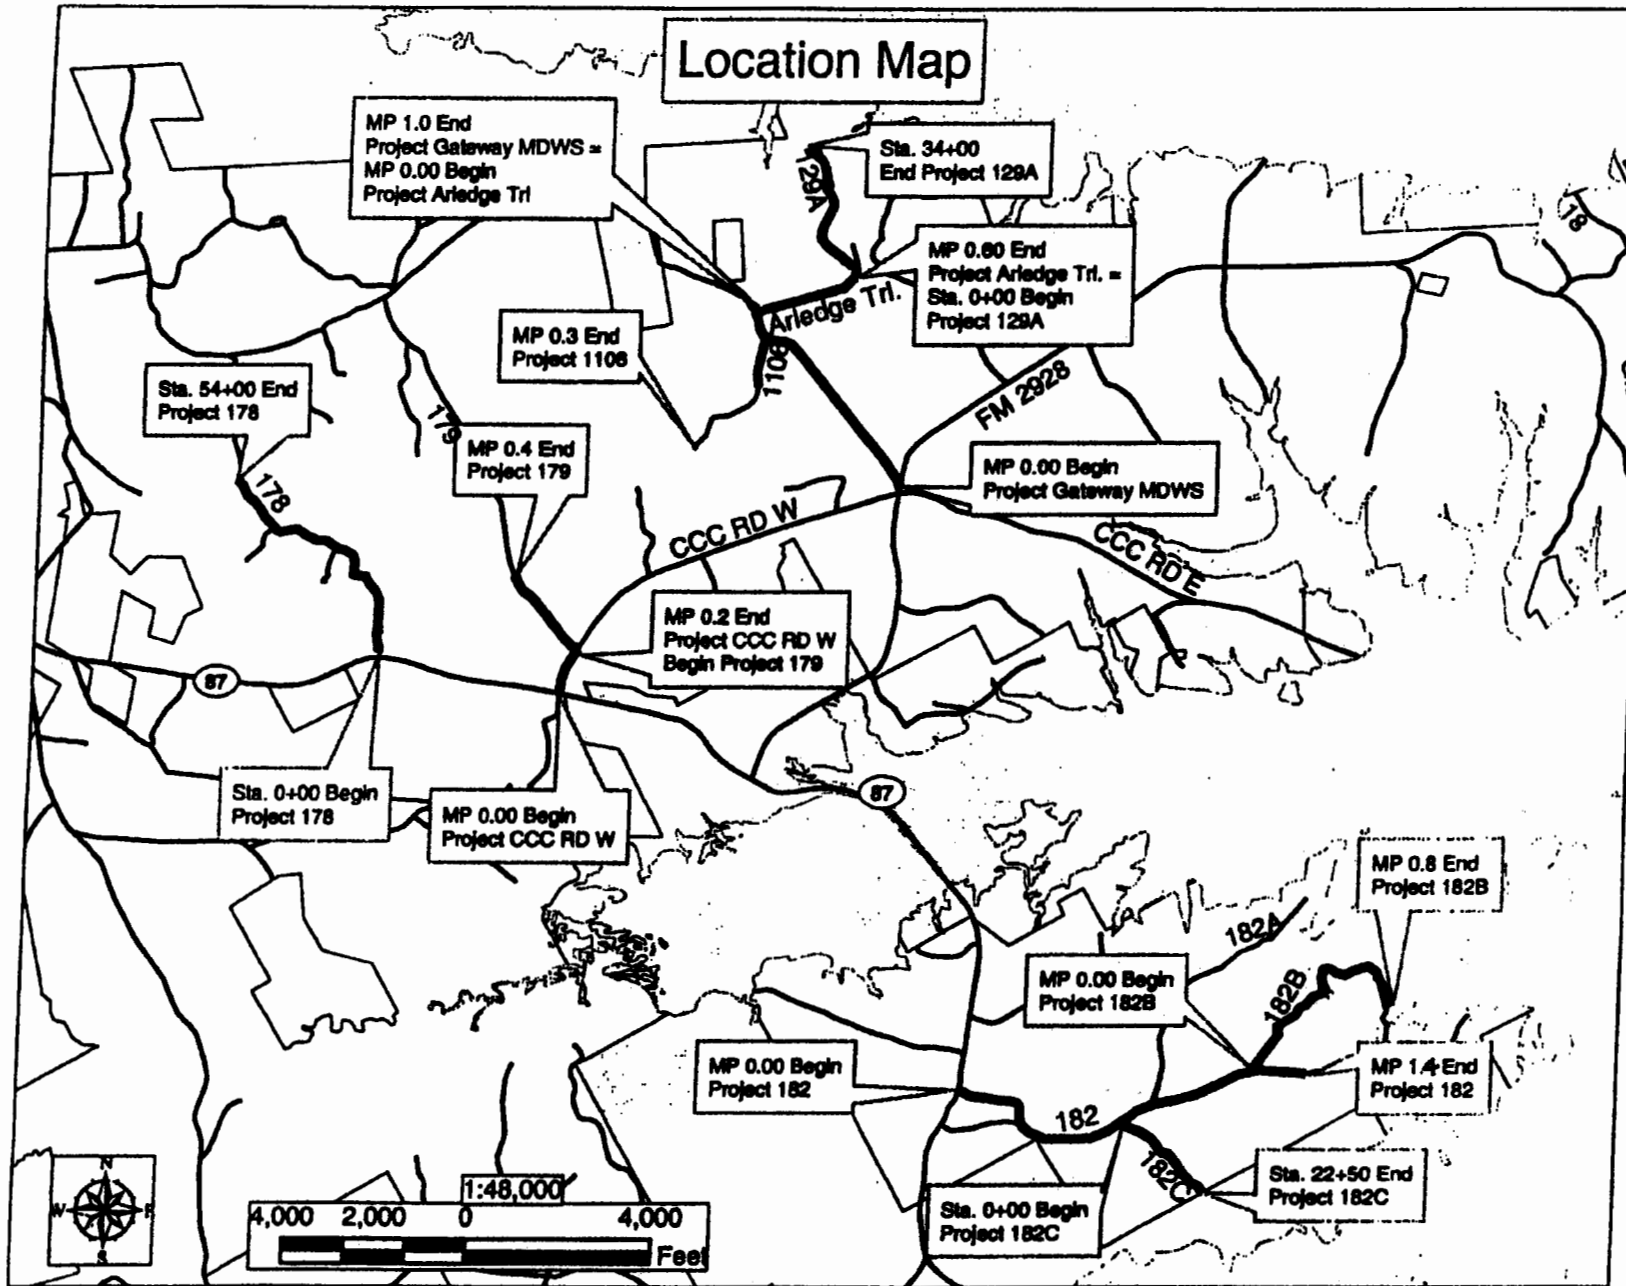 Location Map
MP 1.0 End
Project Gateway MDWS =
MP 0.00 Begin
Project Arledge Trl
Sta. 34+00
End Project 129A
129A
18
MP 0.60 End
Project Arledge Trl. =
Sta. 0+00 Begin
Project 129A
Arledge Trl.
MP 0.3 End
Project 1106
1106
FM 2928
Sta. 54+00 End
Project 178
179
MP 0.4 End
Project 179
MP 0.00 Begin
Project Gateway MDWS
178
CCC RD W
CCC RD E
MP 0.2 End
Project CCC RD W
Begin Project 179
87
Sta. 0+00 Begin
Project 178
MP 0.00 Begin
Project CCC RD W
87
MP 0.8 End
Project 182B
182A
MP 0.00 Begin
Project 182B
182B
MP 0.00 Begin
Project 182
MP 1.4 End
Project 182
182
182C
Sta. 22+50 End
Project 182C
Sta. 0+00 Begin
Project 182C
N
W E
S
1:48,000
4,000 2,000 0 4,000
Feet